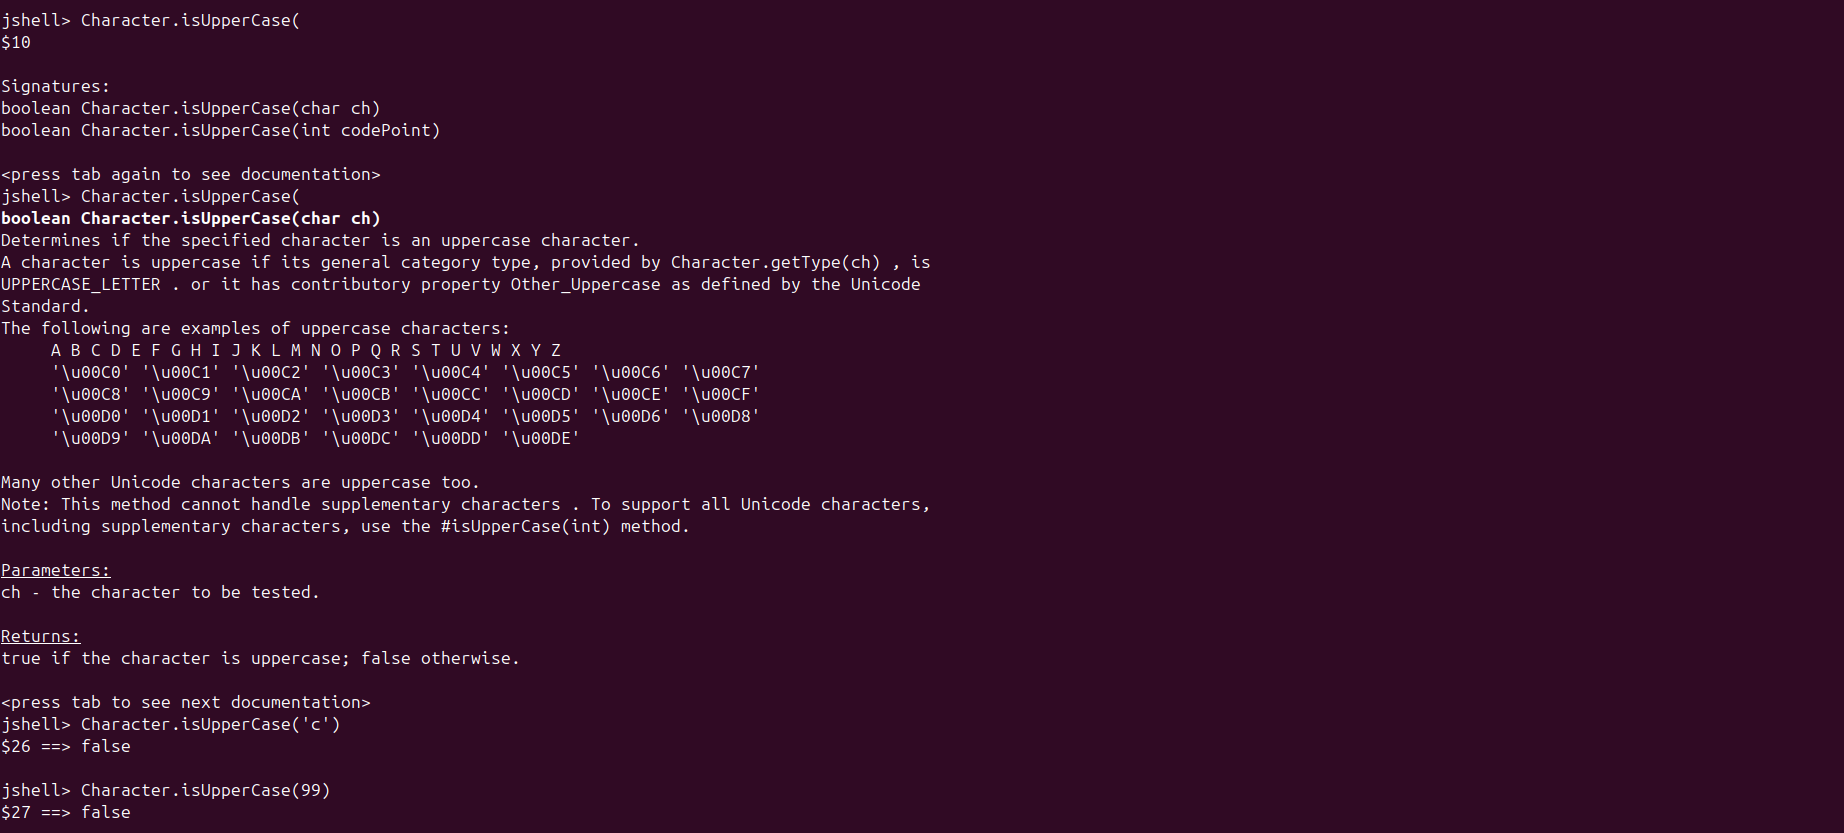 jshell> Character.isUpperCase(
$10

Signatures:
boolean Character.isUpperCase(char ch)
boolean Character.isUpperCase(int codePoint)

<press tab again to see documentation>
jshell> Character.isUpperCase(
boolean Character.isUpperCase(char ch)
Determines if the specified character is an uppercase character.
A character is uppercase if its general category type, provided by Character.getType(ch) , is
UPPERCASE_LETTER . or it has contributory property Other_Uppercase as defined by the Unicode
Standard.
The following are examples of uppercase characters:
     A B C D E F G H I J K L M N O P Q R S T U V W X Y Z
     '\u00C0' '\u00C1' '\u00C2' '\u00C3' '\u00C4' '\u00C5' '\u00C6' '\u00C7'
     '\u00C8' '\u00C9' '\u00CA' '\u00CB' '\u00CC' '\u00CD' '\u00CE' '\u00CF'
     '\u00D0' '\u00D1' '\u00D2' '\u00D3' '\u00D4' '\u00D5' '\u00D6' '\u00D8'
     '\u00D9' '\u00DA' '\u00DB' '\u00DC' '\u00DD' '\u00DE'

Many other Unicode characters are uppercase too.
Note: This method cannot handle supplementary characters . To support all Unicode characters,
including supplementary characters, use the #isUpperCase(int) method.

Parameters:
ch - the character to be tested.

Returns:
true if the character is uppercase; false otherwise.

<press tab to see next documentation>
jshell> Character.isUpperCase('c')
$26 ==> false

jshell> Character.isUpperCase(99)
$27 ==> false